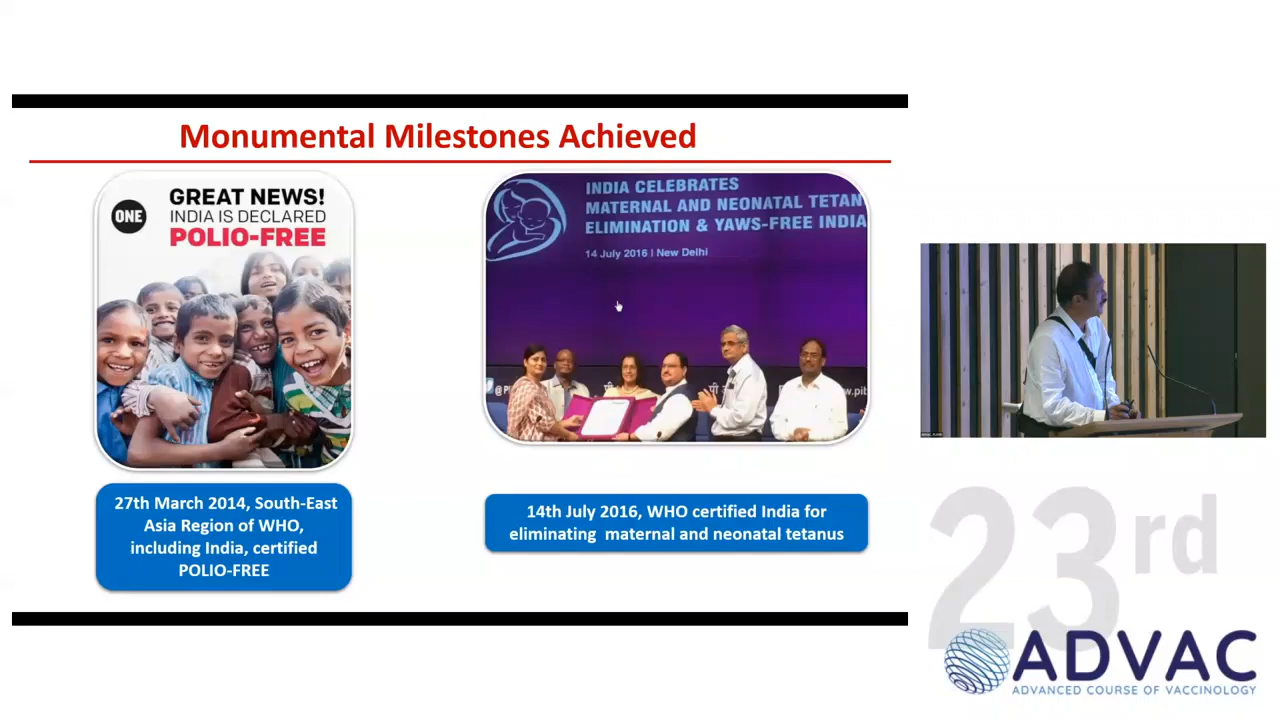 Monumental Milestones Achieved
ONE
GREAT NEWS!
INDIA IS DECLARED
POLIO-FREE
INDIA CELEBRATES
MATERNAL AND NEONATAL TETAN
ELIMINATION & YAWS-FREE INDIA
14 July 2016 | New Delhi
27th March 2014, South-East
Asia Region of WHO,
including India, certified
POLIO-FREE
14th July 2016, WHO certified India for
eliminating maternal and neonatal tetanus
23rd
ADVAC
ADVANCED COURSE OF VACCINOLOGY